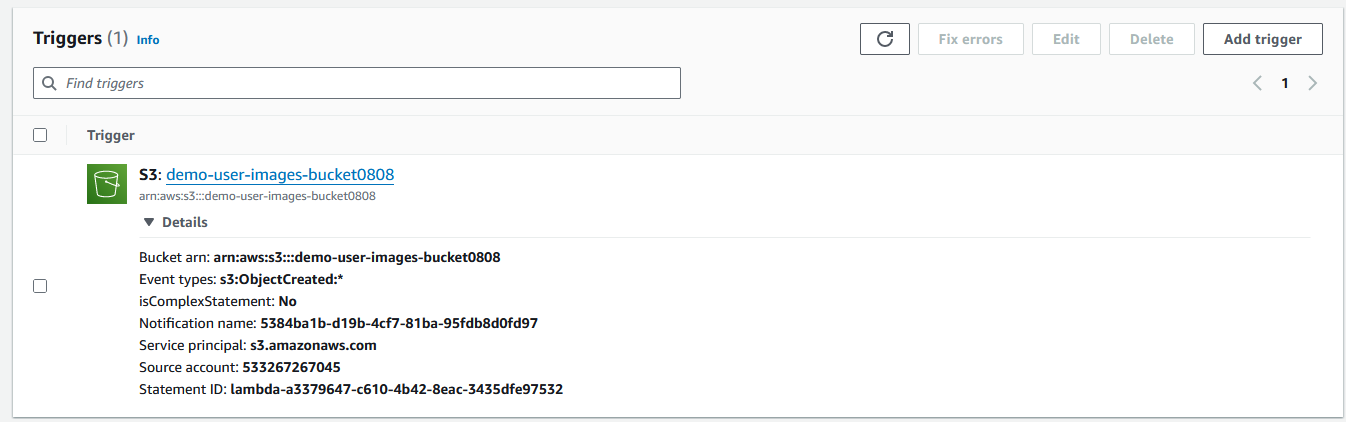 Triggers (1) Info
Fix errors
Edit
Delete
Add trigger
Find triggers
1
Trigger
S3: demo-user-images-bucket0808
arn:aws:s3:::demo-user-images-bucket0808
Details
Bucket arn: arn:aws:s3:::demo-user-images-bucket0808
Event types: s3:ObjectCreated:*
isComplexStatement: No
Notification name: 5384ba1b-d19b-4cf7-81ba-95fdb8d0fd97
Service principal: s3.amazonaws.com
Source account: 533267267045
Statement ID: lambda-a3379647-c610-4b42-8eac-3435dfe97532